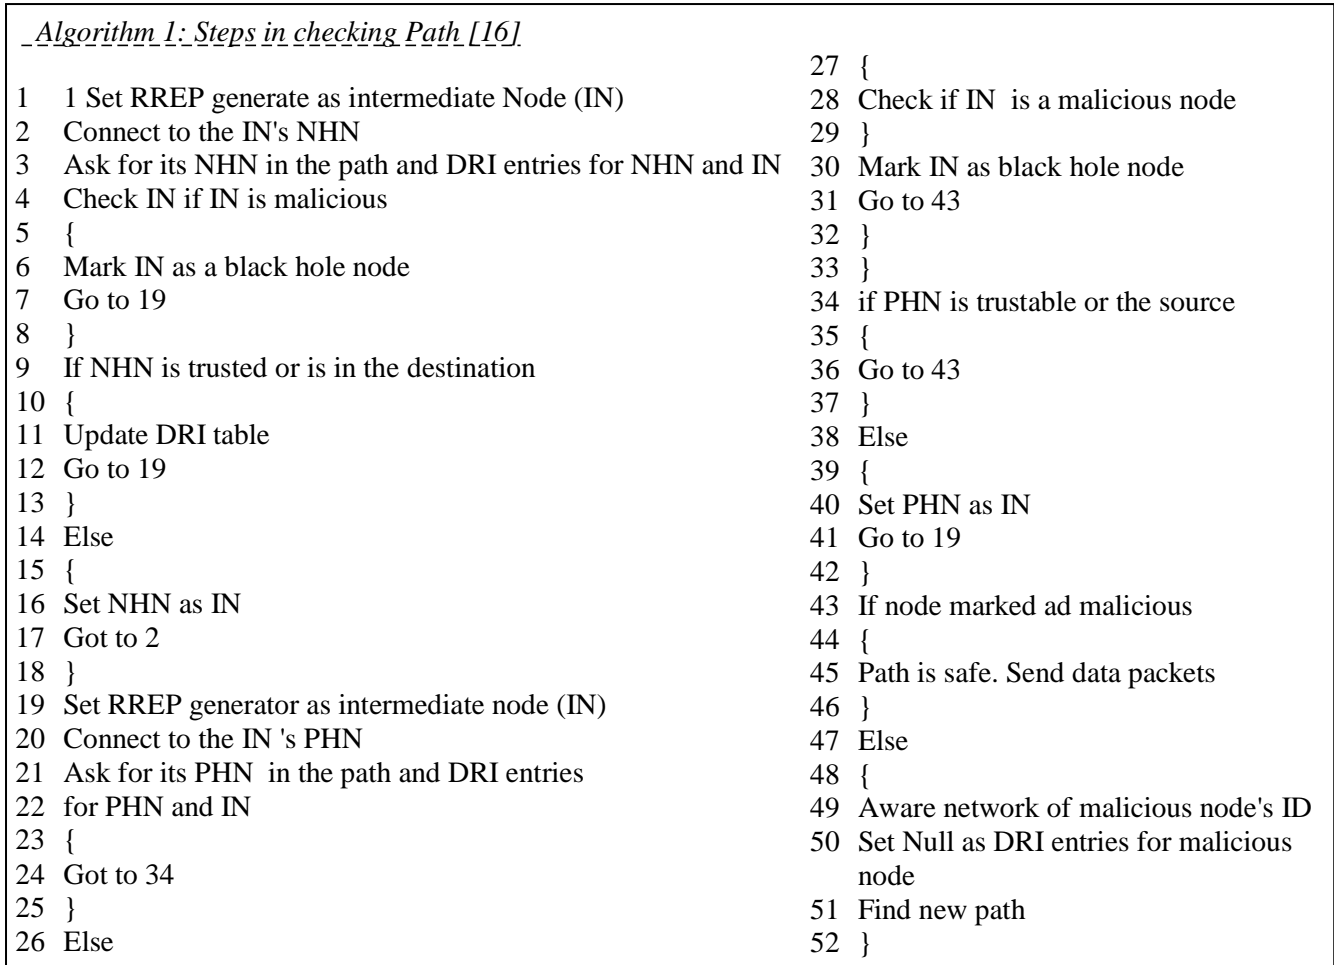 Algorithm 1: Steps in checking Path [16]
1 1 Set RREP generate as intermediate Node (IN)
2 Connect to the IN's NHN
3 Ask for its NHN in the path and DRI entries for NHN and IN
4 Check IN if IN is malicious
5 {
6 Mark IN as a black hole node
7 Go to 19
8 }
9 If NHN is trusted or is in the destination
10 {
11 Update DRI table
12 Go to 19
13 }
14 Else
15 {
16 Set NHN as IN
17 Got to 2
18 }
19 Set RREP generator as intermediate node (IN)
20 Connect to the IN 's PHN
21 Ask for its PHN in the path and DRI entries
22 for PHN and IN
23 {
24 Got to 34
25 }
26 Else
27 {
28 Check if IN is a malicious node
29 }
30 Mark IN as black hole node
31 Go to 43
32 }
33 }
34 if PHN is trustable or the source
35 {
36 Go to 43
37 }
38 Else
39 {
40 Set PHN as IN
41 Go to 19
42 }
43 If node marked ad malicious
44 {
45 Path is safe. Send data packets
46 }
47 Else
48 {
49 Aware network of malicious node's ID
50 Set Null as DRI entries for malicious
node
51 Find new path
52 }